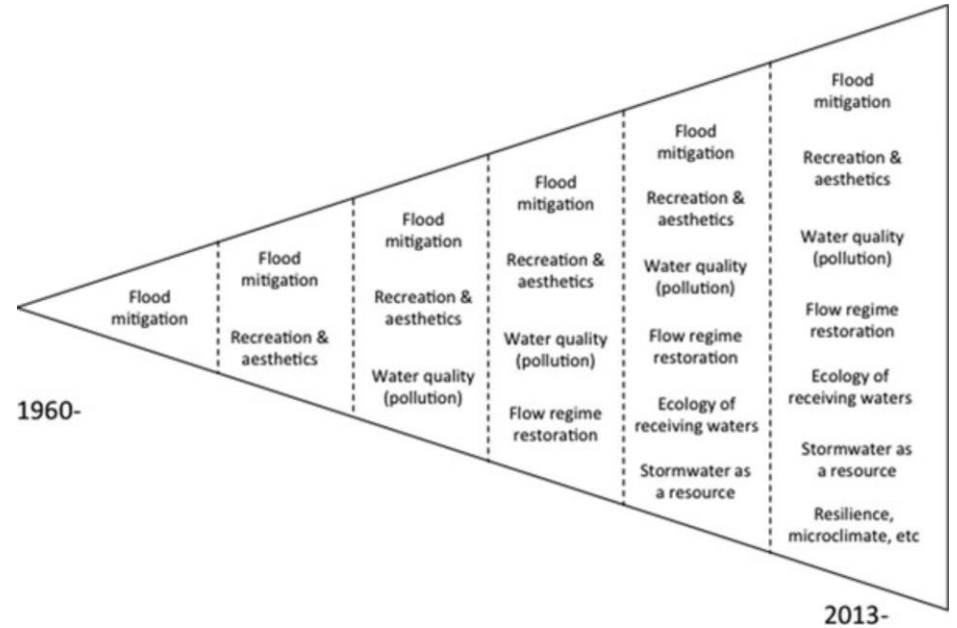 Flood
mitigation
Flood
mitigation
Recreation &
aesthetics
Flood
mitigation
Recreation &
aesthetics
Water quality
(pollution)
Flood
mitigation
Recreation &
aesthetics
Water quality
(pollution)
Flow regime
restoration
Flood
mitigation
Recreation &
aesthetics
Water quality
(pollution)
Flow regime
restoration
Ecology of
receiving waters
Stormwater as
a resource
Flood
mitigation
Recreation &
aesthetics
Water quality
(pollution)
Flow regime
restoration
Ecology of
receiving waters
Stormwater as
a resource
Resilience,
microclimate, etc
1960-
2013-